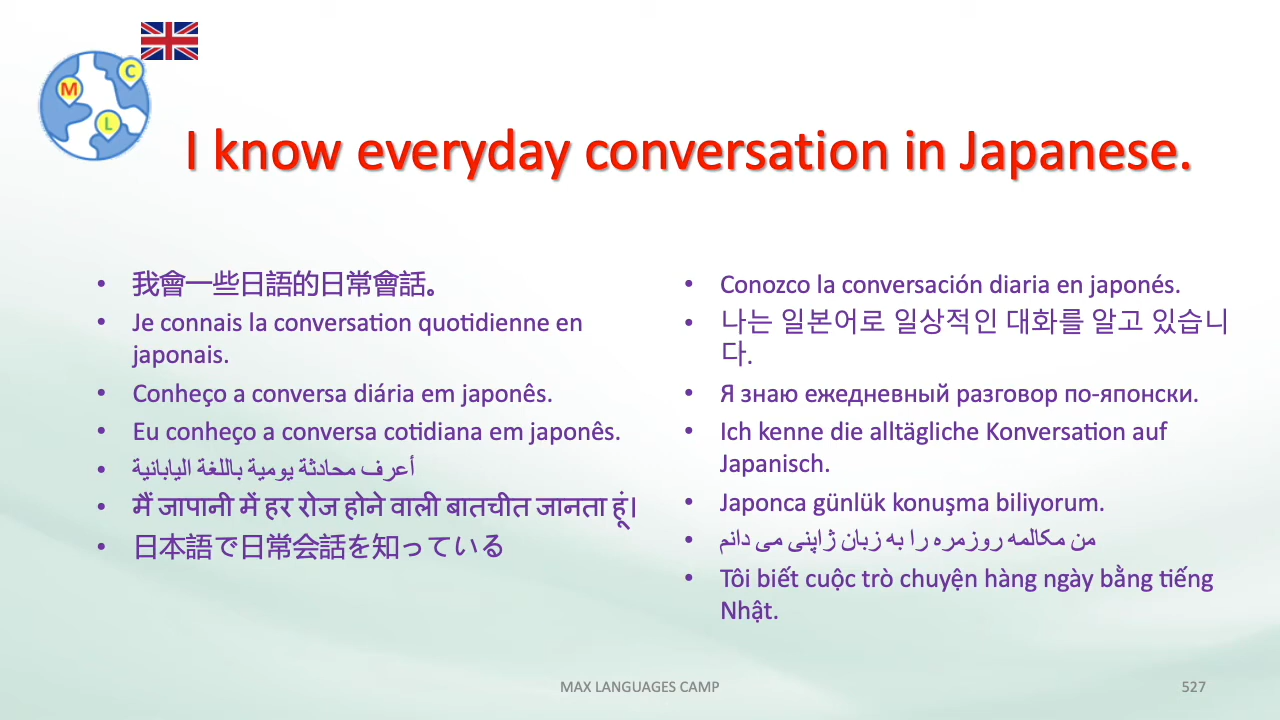 M
C
L
I know everyday conversation in Japanese.
• 我會一些日語的日常會話。
• Je connais la conversation quotidienne en
japonais.
• Conheço a conversa diária em japonês.
• Eu conheço a conversa cotidiana em japonês.
• أعرف محادثة يومية باللغة اليابانية
• मैं जापानी में हर रोज होने वाली बातचीत जानता हूं।
• 日本語で日常会話を知っている
• Conozco la conversación diaria en japonés.
• 나는 일본어로 일상적인 대화를 알고 있습니
다.
• Я знаю ежедневный разговор по-японски.
• Ich kenne die alltägliche Konversation auf
Japanisch.
• Japonca günlük konuşma biliyorum.
• من مکالمه روزمره را به زبان ژاپنی می دانم
• Tôi biết cuộc trò chuyện hàng ngày bằng tiếng
Nhật.
MAX LANGUAGES CAMP
527